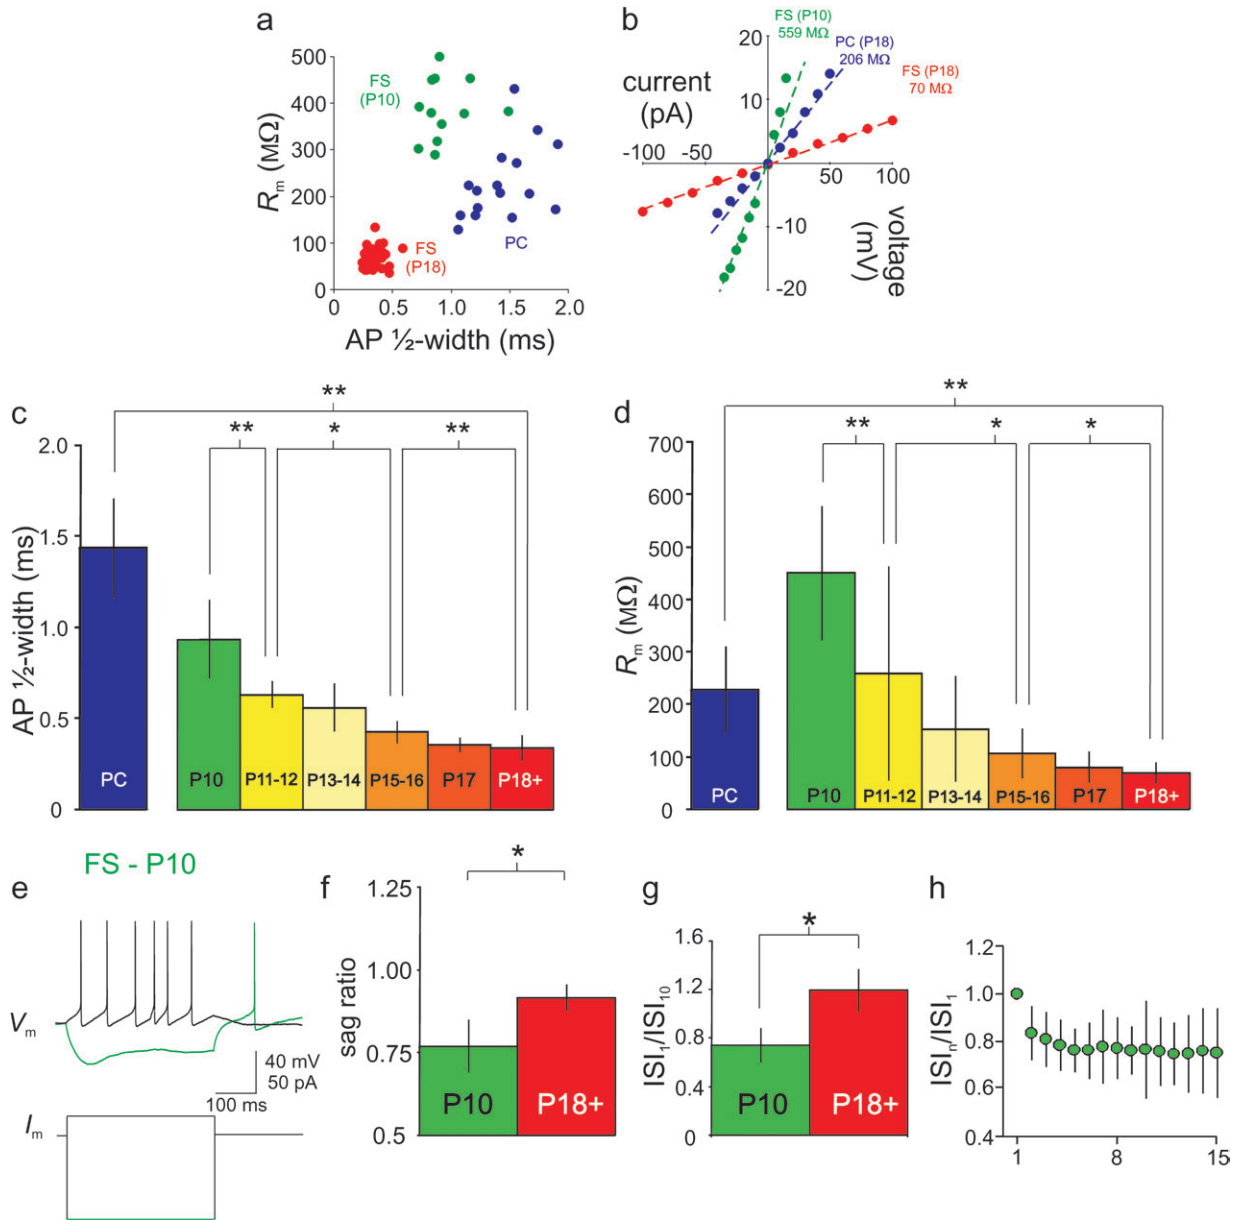 a
500
400
300
200
100
0
Rm (MΩ)
FS
(P10)
FS
(P18)
PC
0 0.5 1.0 1.5 2.0
AP ½-width (ms)
b
FS (P10)
559 MΩ
PC (P18)
206 MΩ
FS (P18)
70 MΩ
current
(pA)
20
10
-100 -50
50 100
-10
-20
voltage
(mV)
c
**
** * **
2.0
1.5
1.0
0.5
0
AP ½-width (ms)
PC P10 P11-12 P13-14 P15-16 P17 P18+
d
**
** * *
700
600
500
400
300
200
100
0
Rm (MΩ)
PC P10 P11-12 P13-14 P15-16 P17 P18+
e
FS - P10
Vm
40 mV
50 pA
100 ms
Im
f
*
1.25
1.00
0.75
0.5
sag ratio
P10 P18+
g
*
1.6
1.2
0.8
0.4
0
ISI1/ISI10
P10 P18+
h
1.2
1.0
0.8
0.6
0.4
ISIn/ISI1
1 8 15